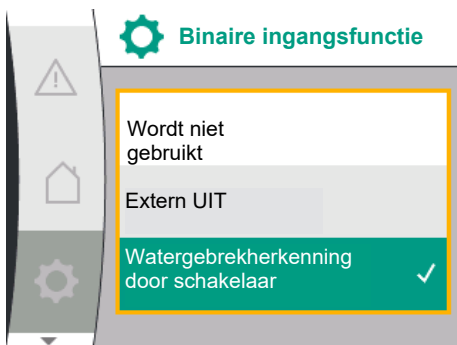 Binaire ingangsfunctie
Wordt niet
gebruikt
Extern UIT
Watergebrekherkenning
door schakelaar